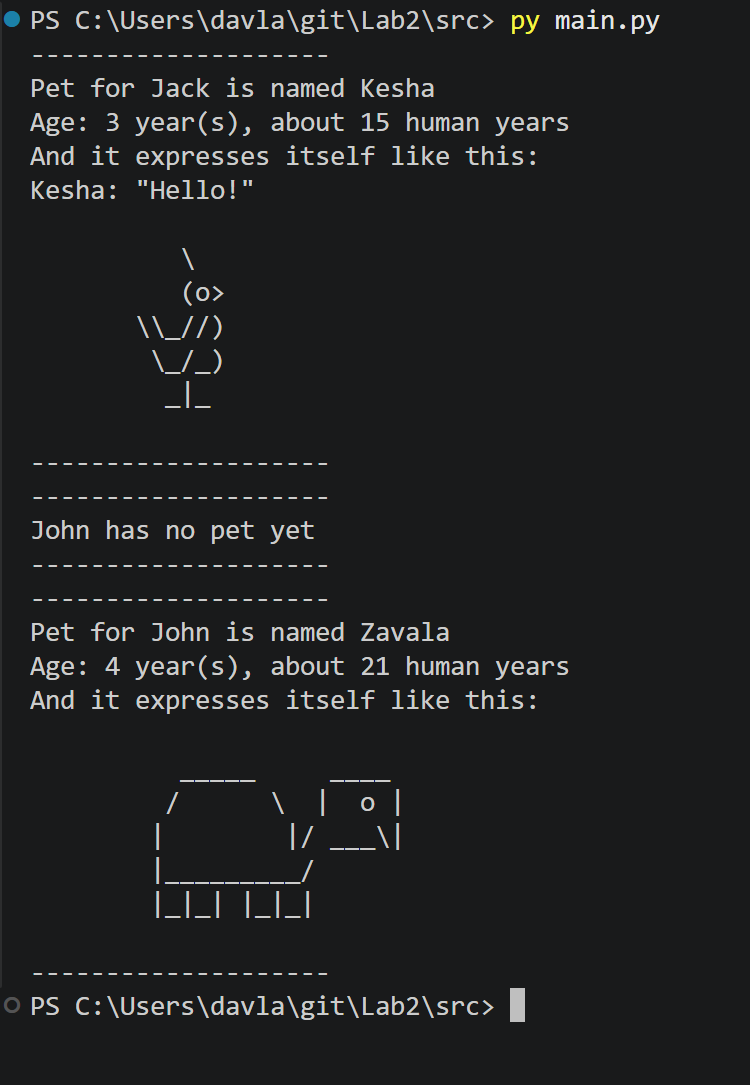 PS C:\Users\davla\git\Lab2\src> py main.py
--------------------
Pet for Jack is named Kesha
Age: 3 year(s), about 15 human years
And it expresses itself like this:
Kesha: "Hello!"

          \
          (o>
       \\_//)
        \_/_)
         _|_

--------------------
--------------------
John has no pet yet
--------------------
--------------------
Pet for John is named Zavala
Age: 4 year(s), about 21 human years
And it expresses itself like this:

          _____     ____
         /      \  |  o |
        |        |/ ___\|
        |_________/
        |_|_| |_|_|

--------------------
PS C:\Users\davla\git\Lab2\src>